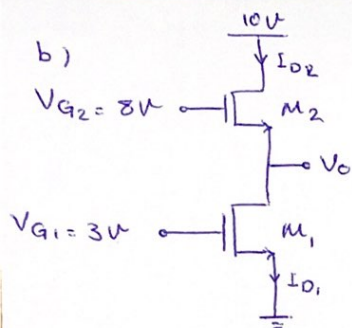 10V
b)
ID2
VG2 = 8V
M2
Vo
VG1 = 3V
M1
ID1